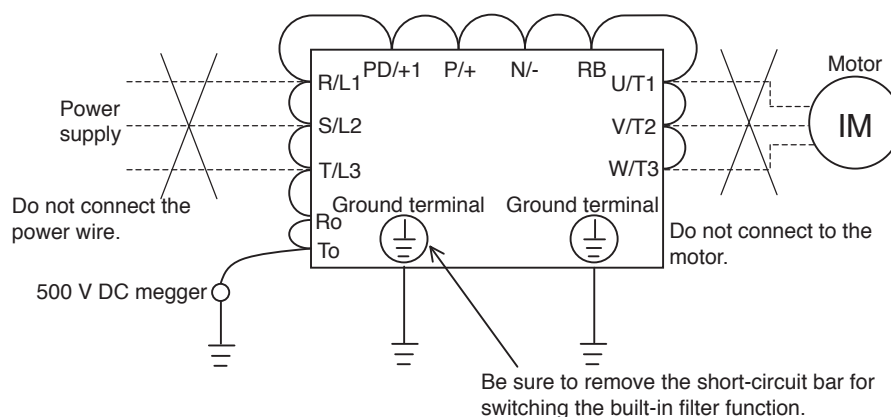 PD/+1 P/+ N/- RB
R/L1
S/L2
T/L3
Ro
To
U/T1
V/T2
W/T3
Motor
IM
Power
supply
Do not connect the
power wire.
Ground terminal
Ground terminal
Do not connect to the
motor.
500 V DC megger
Be sure to remove the short-circuit bar for
switching the built-in filter function.